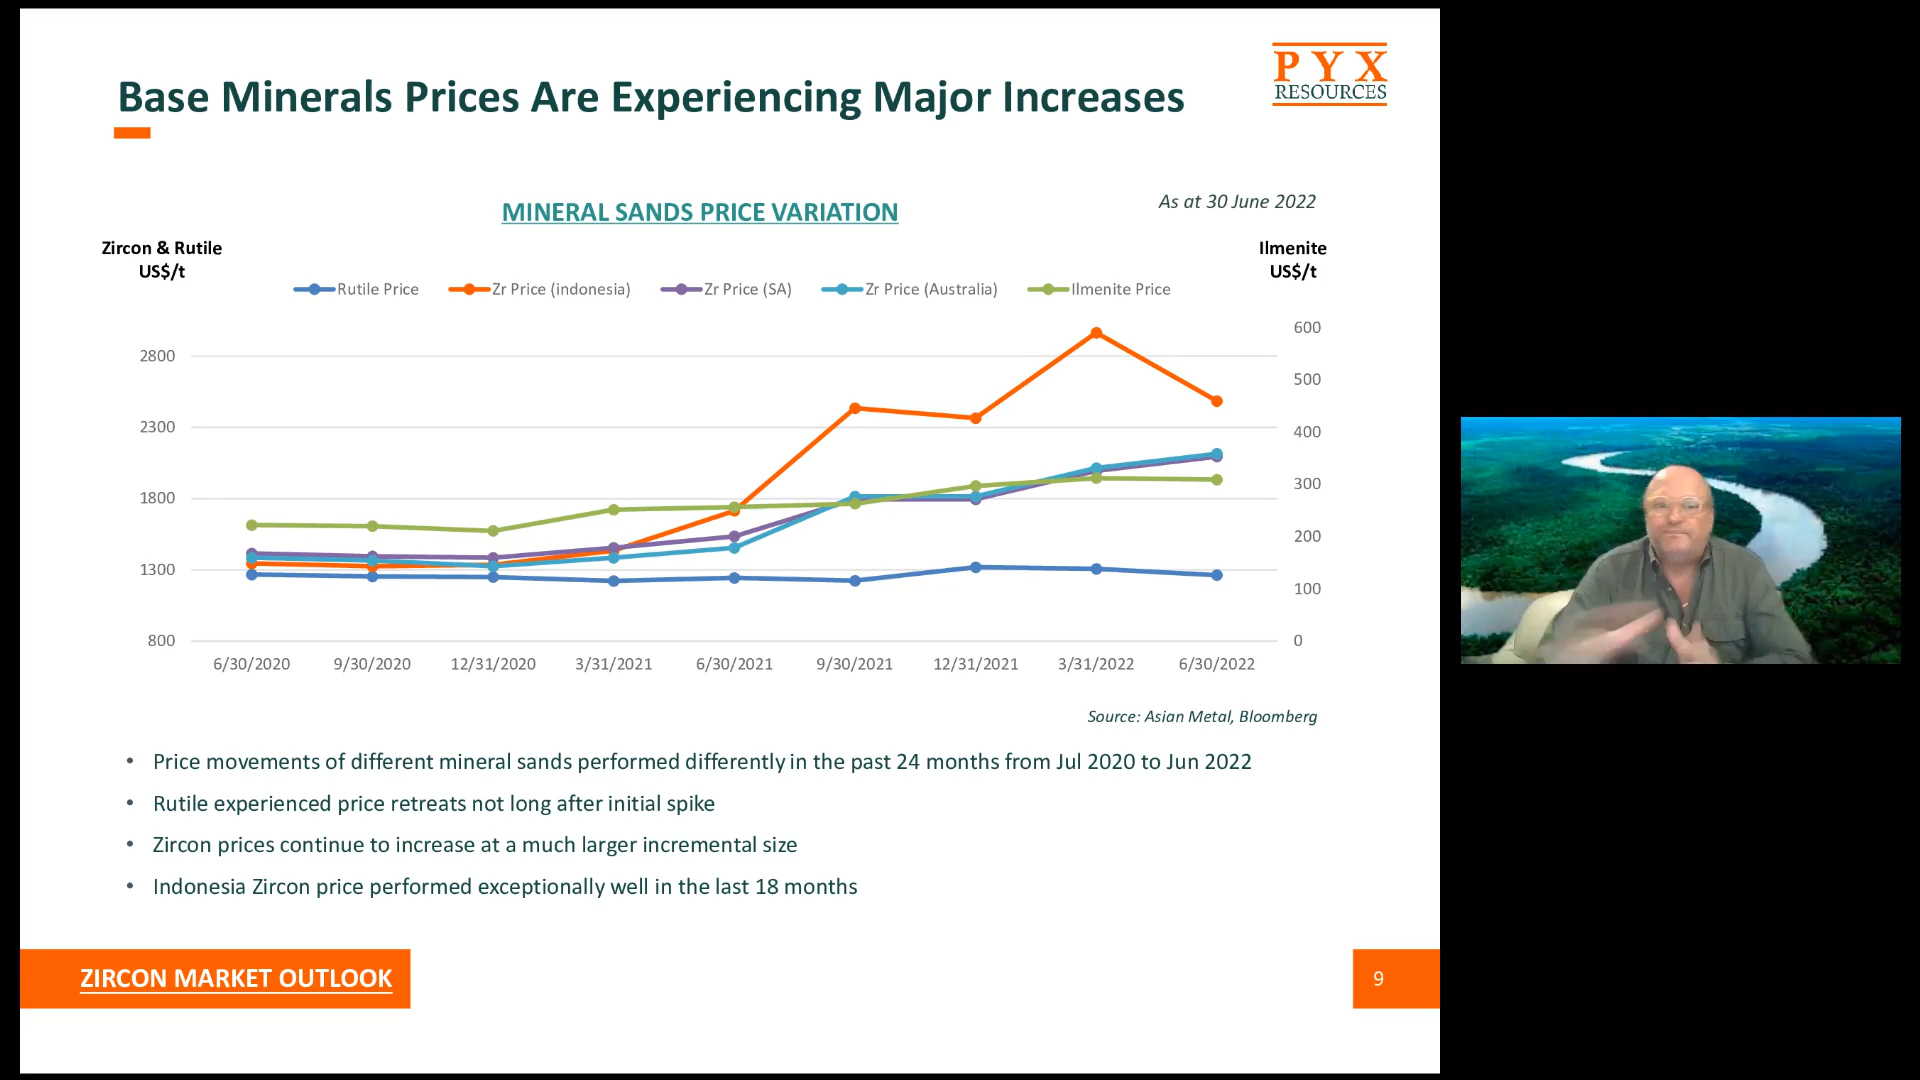 Base Minerals Prices Are Experiencing Major Increases
PYX
RESOURCES
MINERAL SANDS PRICE VARIATION
As at 30 June 2022
Zircon & Rutile
US$/t
Ilmenite
US$/t
Rutile Price
Zr Price (indonesia)
Zr Price (SA)
Zr Price (Australia)
Ilmenite Price
2800
2300
1800
1300
800
600
500
400
300
200
100
0
6/30/2020
9/30/2020
12/31/2020
3/31/2021
6/30/2021
9/30/2021
12/31/2021
3/31/2022
6/30/2022
Source: Asian Metal, Bloomberg
• Price movements of different mineral sands performed differently in the past 24 months from Jul 2020 to Jun 2022
• Rutile experienced price retreats not long after initial spike
• Zircon prices continue to increase at a much larger incremental size
• Indonesia Zircon price performed exceptionally well in the last 18 months
ZIRCON MARKET OUTLOOK
9